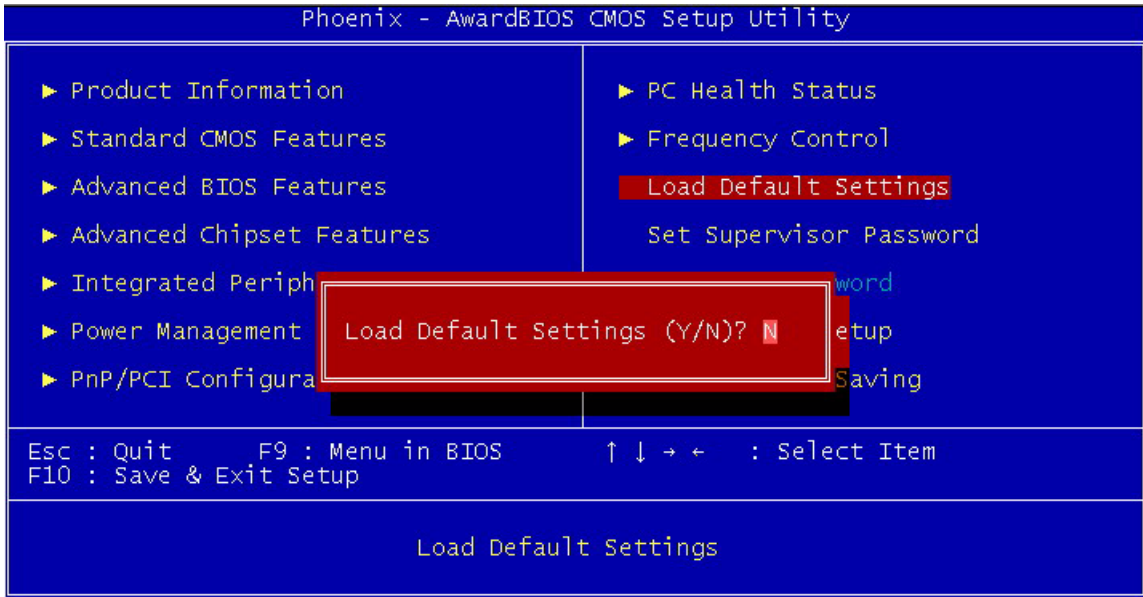 Phoenix - AwardBIOS CMOS Setup Utility
► Product Information
► Standard CMOS Features
► Advanced BIOS Features
► Advanced Chipset Features
► Integrated Periph
► Power Management
► PnP/PCI Configura
► PC Health Status
► Frequency Control
Load Default Settings
Set Supervisor Password
word
etup
Saving
Load Default Settings (Y/N)? N
Esc : Quit F9 : Menu in BIOS ↑ ↓ → ← : Select Item
F10 : Save & Exit Setup
Load Default Settings